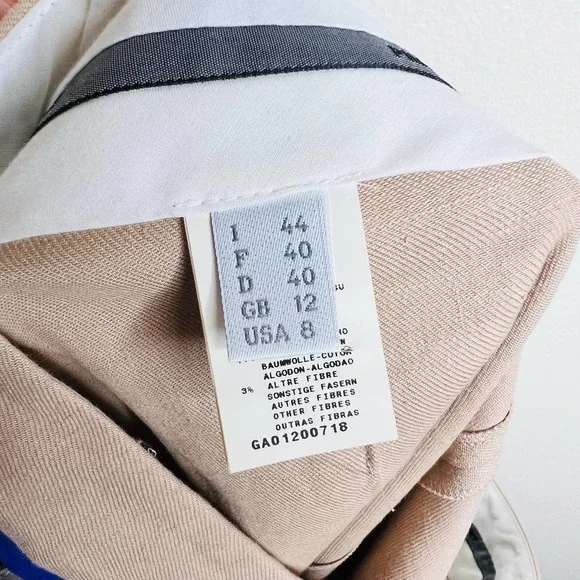 I 44
F 40
D 40
GB 12
USA 8
BAUMWOLLE-COTON
ALGODON-ALGODAO
3% ALTRE FIBRE
SONSTIGE FASERN
AUTRES FIBRES
OTHER FIBRES
OUTRAS FIBRAS
GA01200718